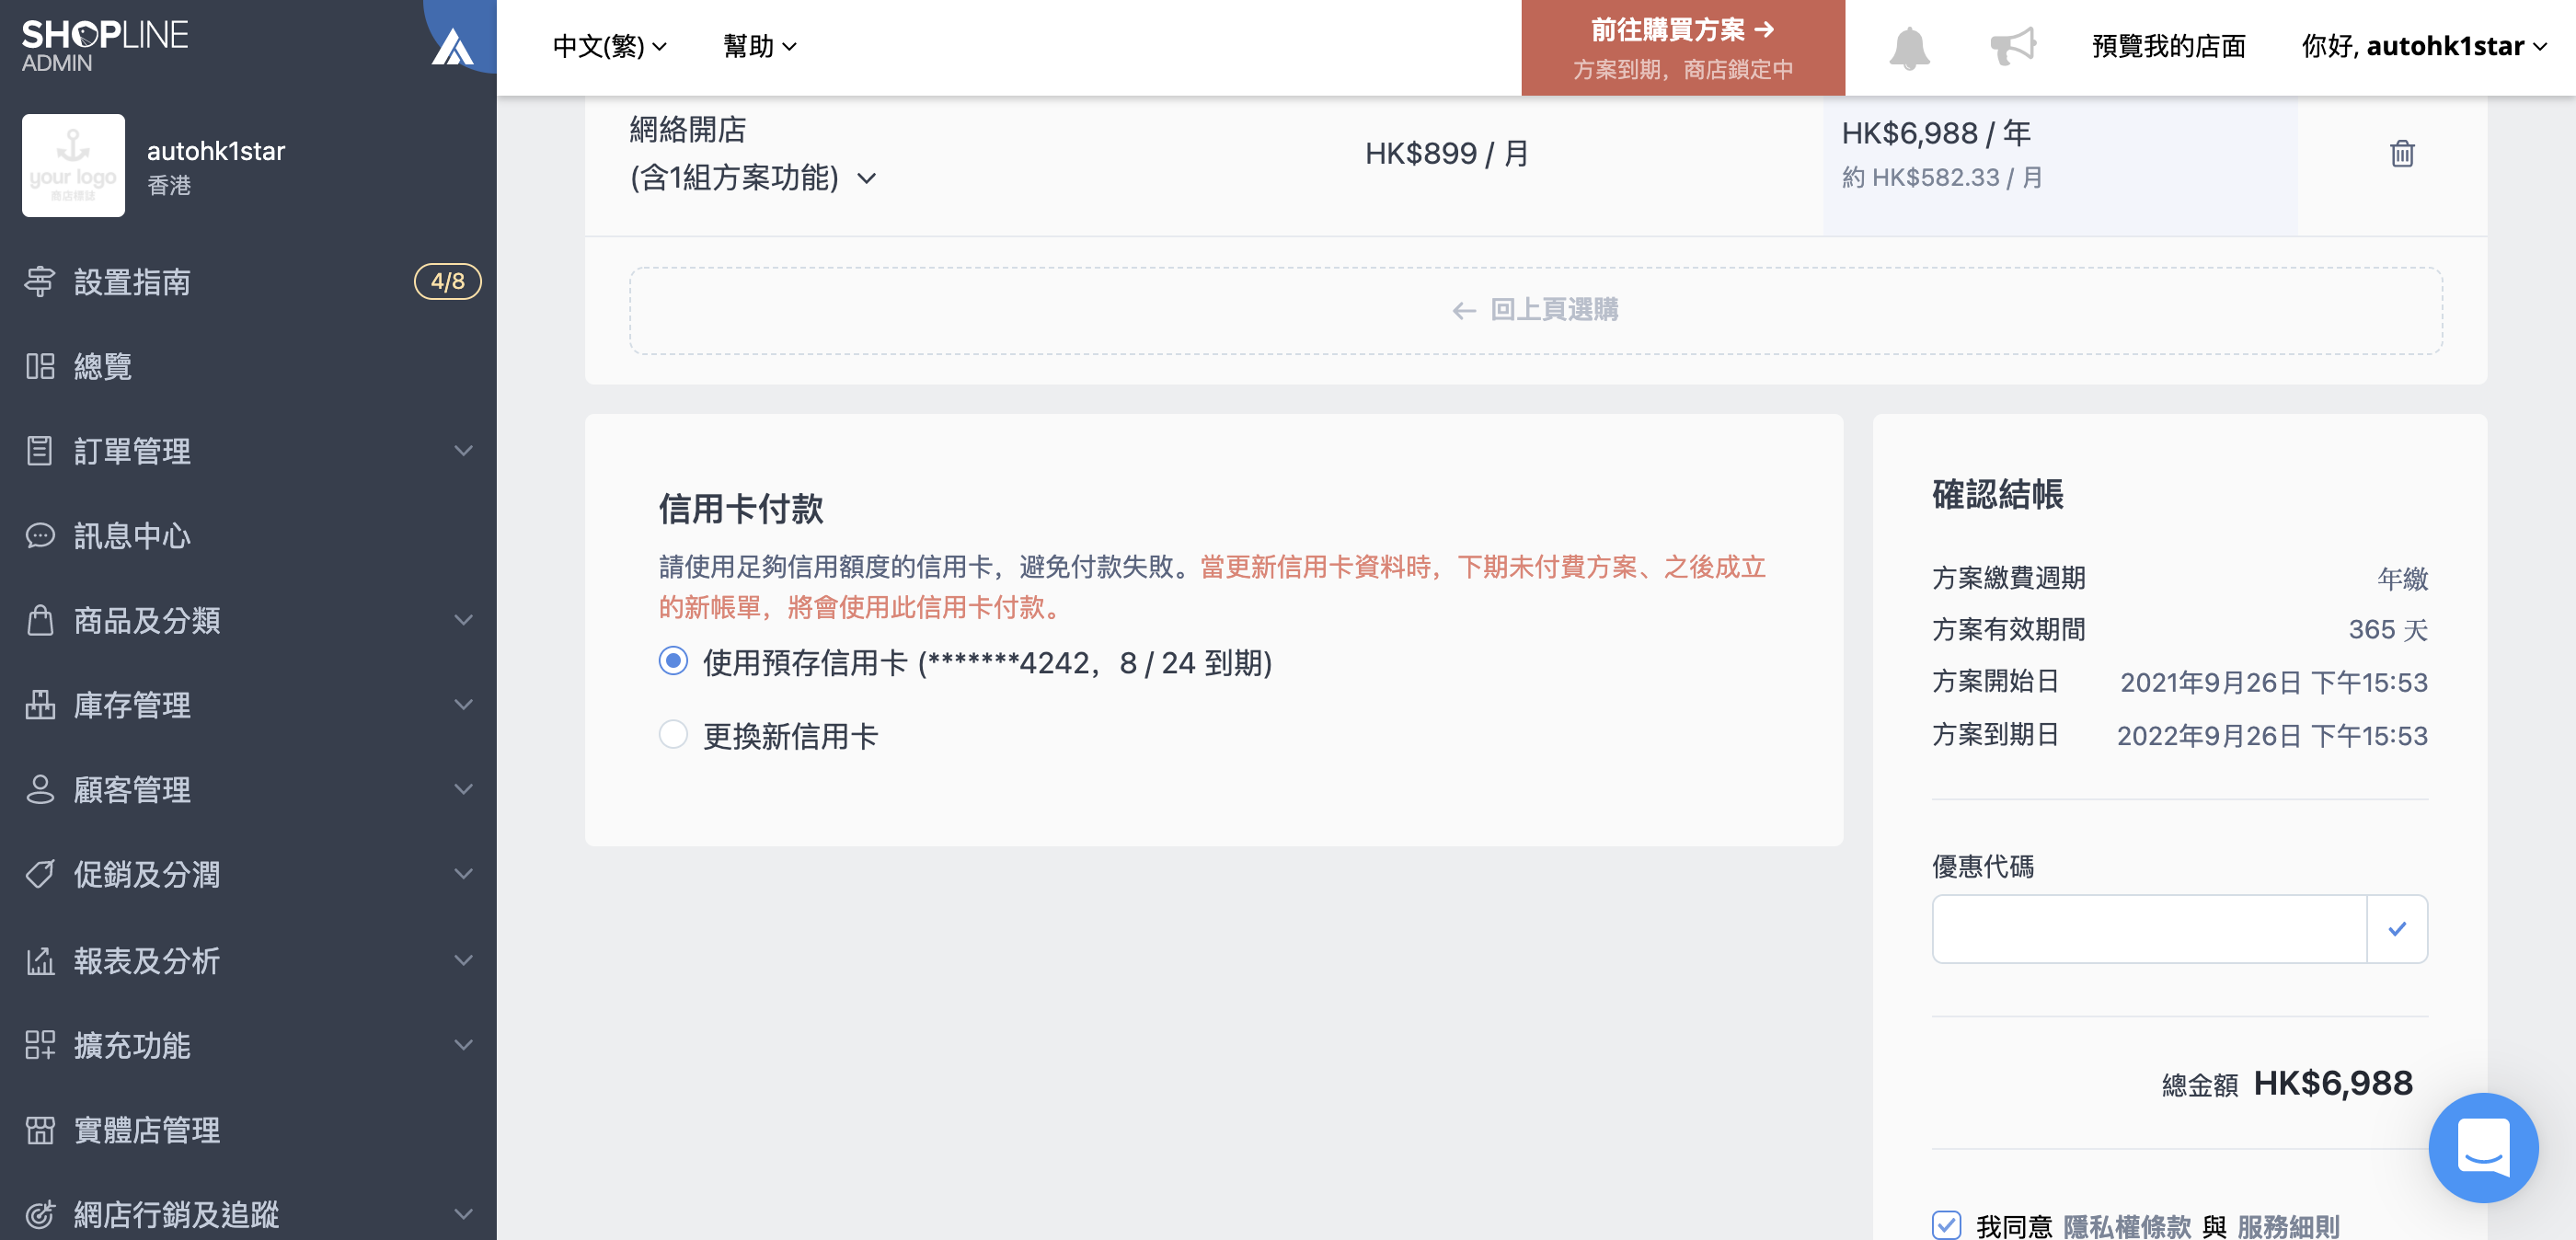 SHOPLINE
ADMIN
中文(繁)
幫助
前往購買方案 →
方案到期，商店鎖定中
預覽我的店面
你好, autohk1star
your logo
商店標誌
autohk1star
香港
設置指南
4/8
總覽
訂單管理
訊息中心
商品及分類
庫存管理
顧客管理
促銷及分潤
報表及分析
擴充功能
實體店管理
網店行銷及追蹤
網絡開店
(含1組方案功能)
HK$899 / 月
HK$6,988 / 年
約 HK$582.33 / 月
← 回上頁選購
信用卡付款
請使用足夠信用額度的信用卡，避免付款失敗。當更新信用卡資料時，下期未付費方案、之後成立
的新帳單，將會使用此信用卡付款。
使用預存信用卡 (*******4242，8 / 24 到期)
更換新信用卡
確認結帳
方案繳費週期 年繳
方案有效期間 365 天
方案開始日 2021年9月26日 下午15:53
方案到期日 2022年9月26日 下午15:53
優惠代碼
總金額 HK$6,988
我同意 隱私權條款 與 服務細則